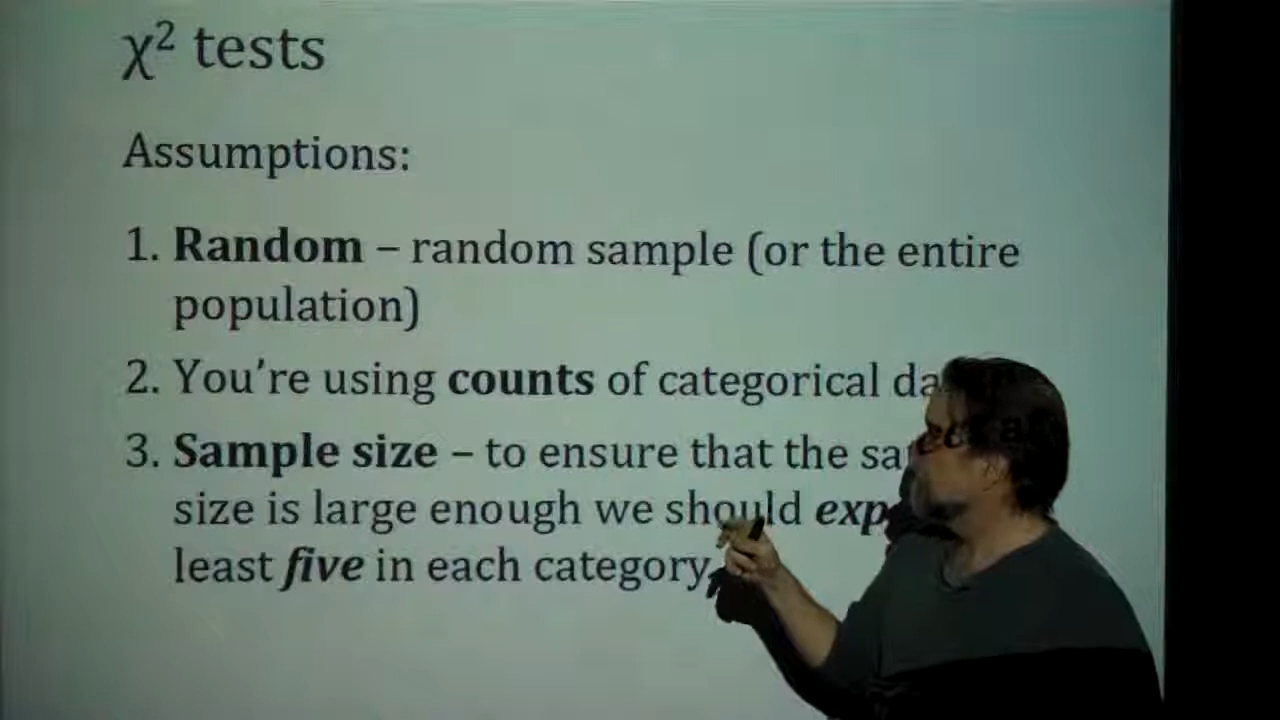 χ² tests
Assumptions:
1. Random – random sample (or the entire
population)
2. You're using counts of categorical
3. Sample size – to ensure that the
size is large enough we should
least five in each category